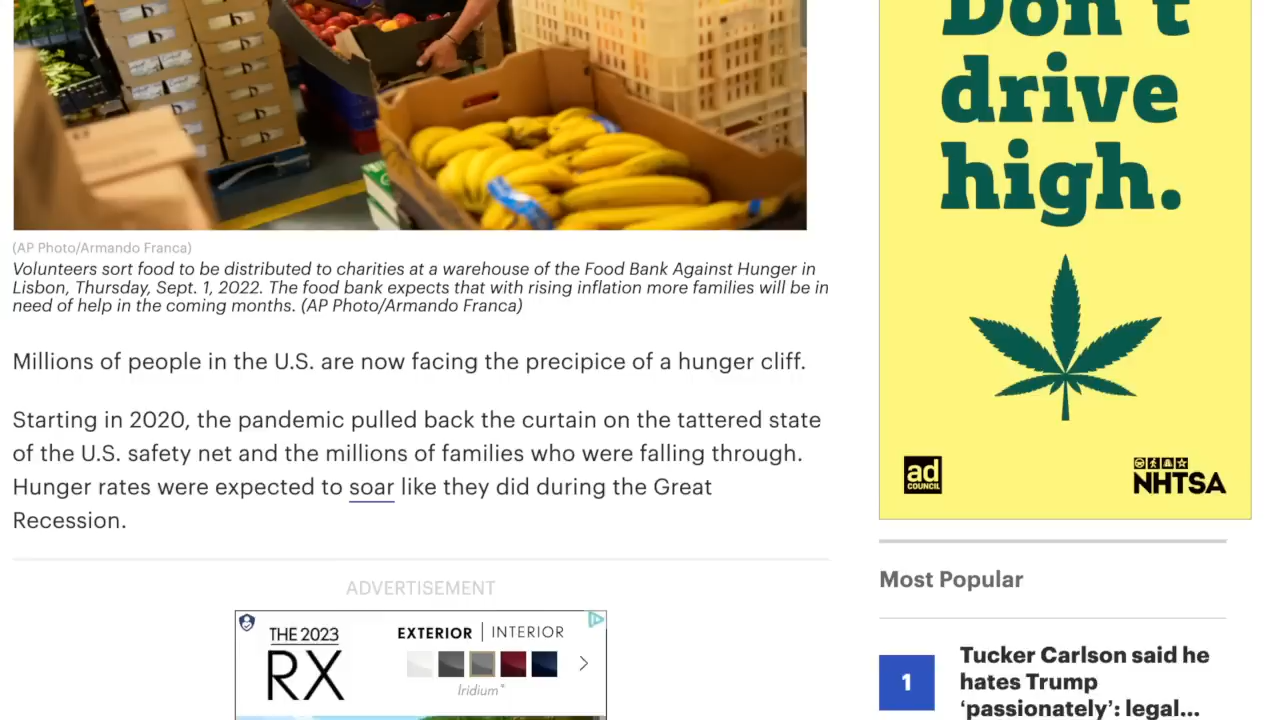 (AP Photo/Armando Franca)
Volunteers sort food to be distributed to charities at a warehouse of the Food Bank Against Hunger in
Lisbon, Thursday, Sept. 1, 2022. The food bank expects that with rising inflation more families will be in
need of help in the coming months. (AP Photo/Armando Franca)
Millions of people in the U.S. are now facing the precipice of a hunger cliff.
Starting in 2020, the pandemic pulled back the curtain on the tattered state
of the U.S. safety net and the millions of families who were falling through.
Hunger rates were expected to soar like they did during the Great
Recession.
ADVERTISEMENT
THE 2023
RX
EXTERIOR | INTERIOR
Iridium*
Don't
drive
high.
ad
COUNCIL
NHTSA
Most Popular
1
Tucker Carlson said he
hates Trump
‘passionately’: legal...